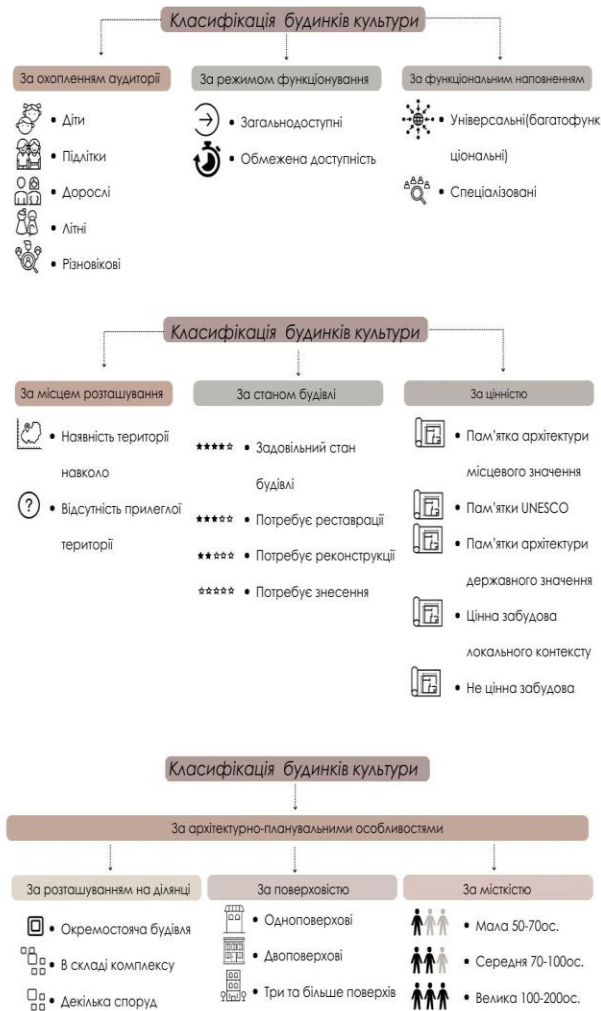 Класифікація будинків культури
За охопленням аудиторії
• Діти
• Підлітки
• Дорослі
• Літні
• Різновікові
За режимом функціонування
• Загальнодоступні
• Обмежена доступність
За функціональним наповненням
• Універсальні(багатофунк
ціональні)
• Спеціалізовані
Класифікація будинків культури
За місцем розташування
• Наявність території
навколо
• Відсутність прилеглої
території
За станом будівлі
• Задовільний стан
будівлі
• Потребує реставрації
• Потребує реконструкції
• Потребує знесення
За цінністю
• Пам'ятка архітектури
місцевого значення
• Пам'ятки UNESCO
• Пам'ятки архітектури
державного значення
• Цінна забудова
локального контексту
• Не цінна забудова
Класифікація будинків культури
За архітектурно-планувальними особливостями
За розташуванням на ділянці
• Окремостояча будівля
• В складі комплексу
• Декілька споруд
За поверховістю
• Одноповерхові
• Двоповерхові
• Три та більше поверхів
За місткістю
• Мала 50-70ос.
• Середня 70-100ос.
• Велика 100-200ос.